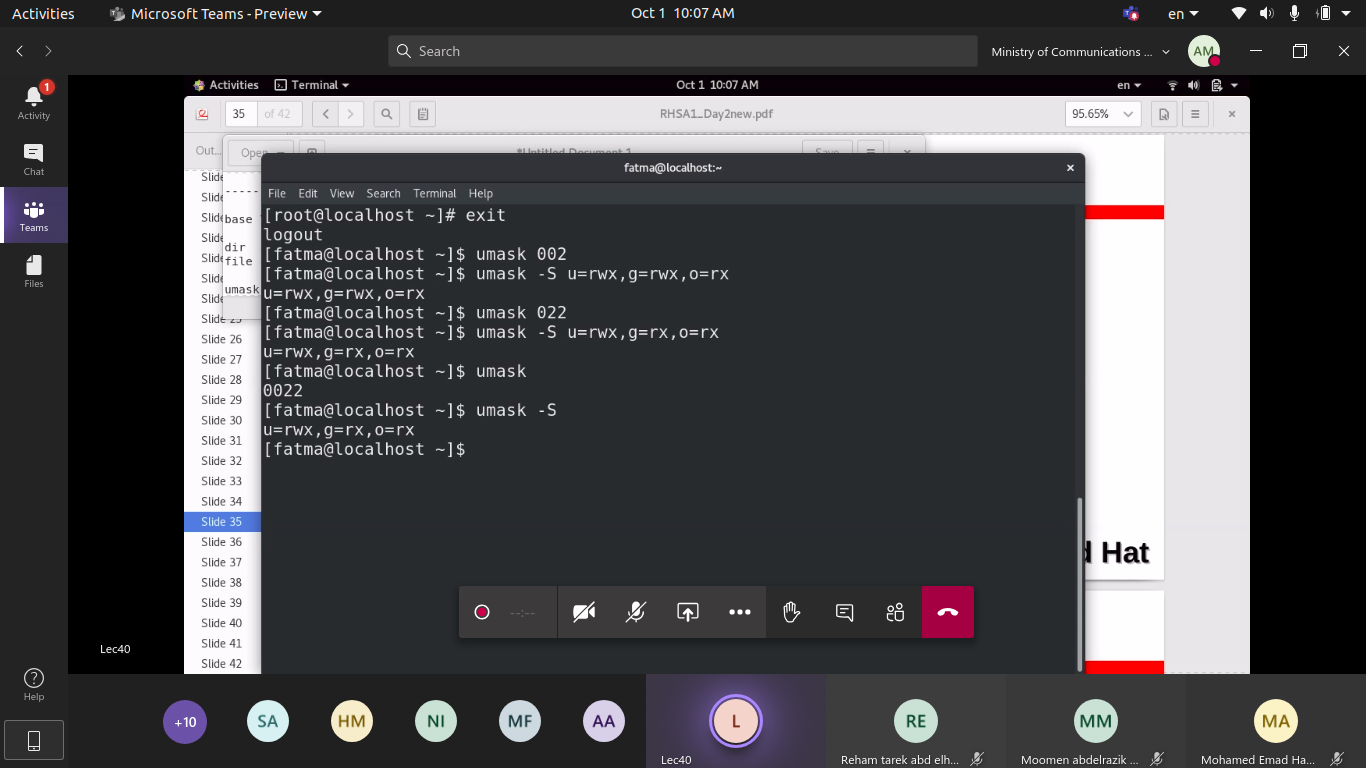 Activities Microsoft Teams - Preview Oct 1 10:07 AM en
Search Ministry of Communications ... AM
1
Activity
Chat
Teams
Files
Help
Activities Terminal Oct 1 10:07 AM en
35 of 42 RHSA1_Day2new.pdf 95.65%
Out...
Open *Untitled Document 1 Save
-----
base
dir
file
umask
fatma@localhost:~
File Edit View Search Terminal Help
[root@localhost ~]# exit
logout
[fatma@localhost ~]$ umask 002
[fatma@localhost ~]$ umask -S u=rwx,g=rwx,o=rx
u=rwx,g=rwx,o=rx
[fatma@localhost ~]$ umask 022
[fatma@localhost ~]$ umask -S u=rwx,g=rx,o=rx
u=rwx,g=rx,o=rx
[fatma@localhost ~]$ umask
0022
[fatma@localhost ~]$ umask -S
u=rwx,g=rx,o=rx
[fatma@localhost ~]$
Slide
Slide
Slide
Slide
Slide
Slide
Slide
Slide 25
Slide 26
Slide 27
Slide 28
Slide 29
Slide 30
Slide 31
Slide 32
Slide 33
Slide 34
Slide 35
Slide 36
Slide 37
Slide 38
Slide 39
Slide 40
Slide 41
Slide 42
Hat
--:--
Lec40
+10 SA HM NI MF AA L RE MM MA
Lec40 Reham tarek abd elh... Moomen abdelrazik ... Mohamed Emad Ha...